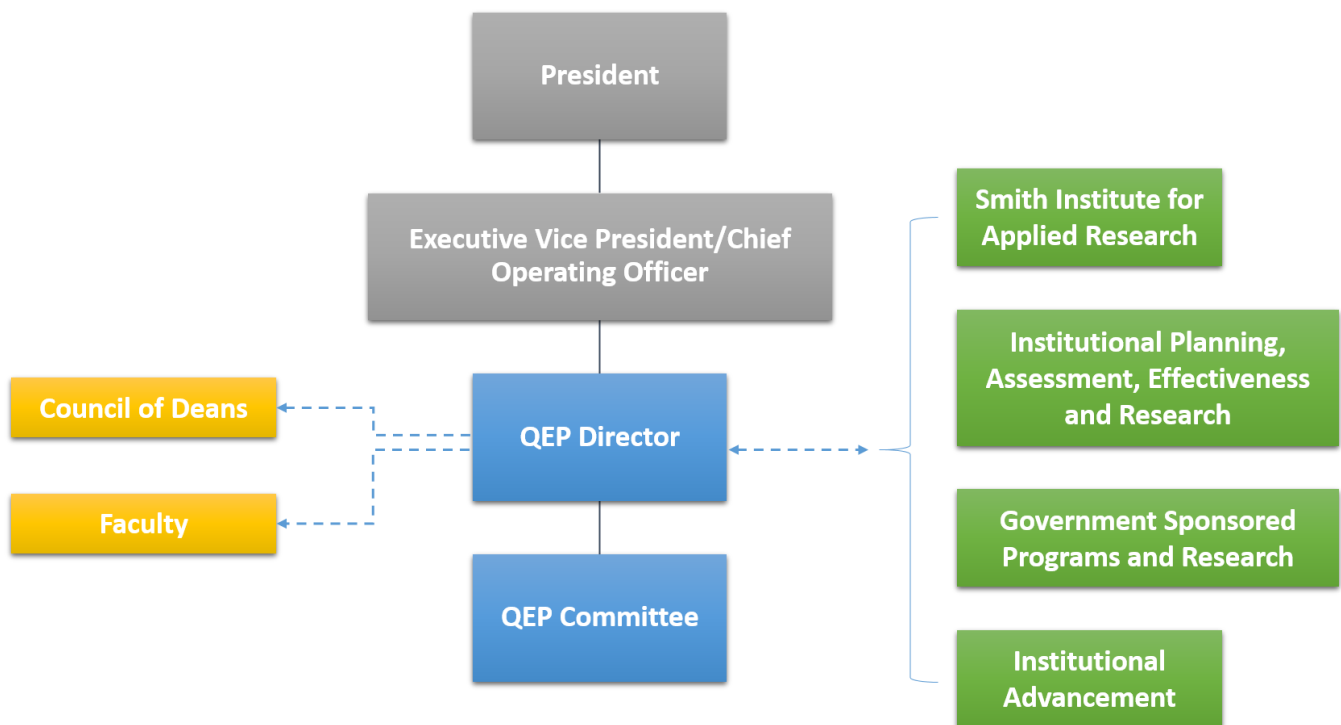 President
Executive Vice President/Chief
Operating Officer
Council of Deans
Faculty
QEP Director
QEP Committee
Smith Institute for
Applied Research
Institutional Planning,
Assessment, Effectiveness
and Research
Government Sponsored
Programs and Research
Institutional
Advancement